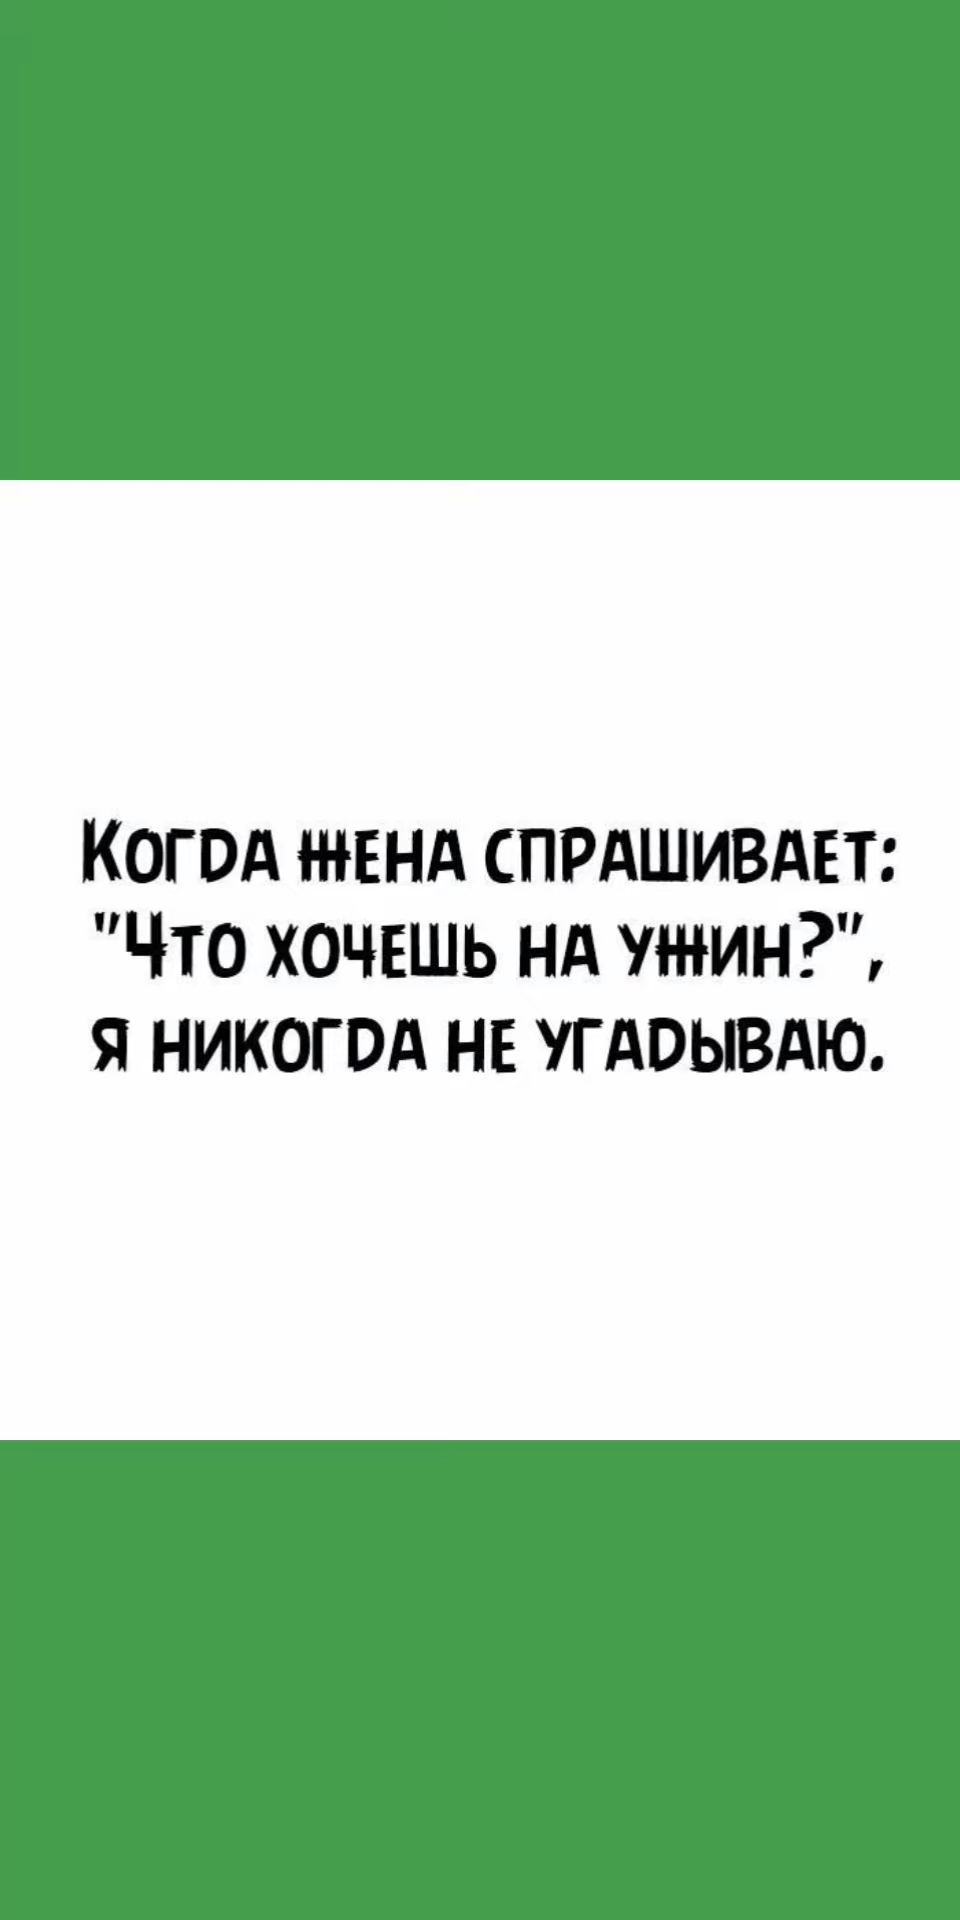 Когда жена спрашивает:
"Что хочешь на ужин?",
я никогда не угадываю.